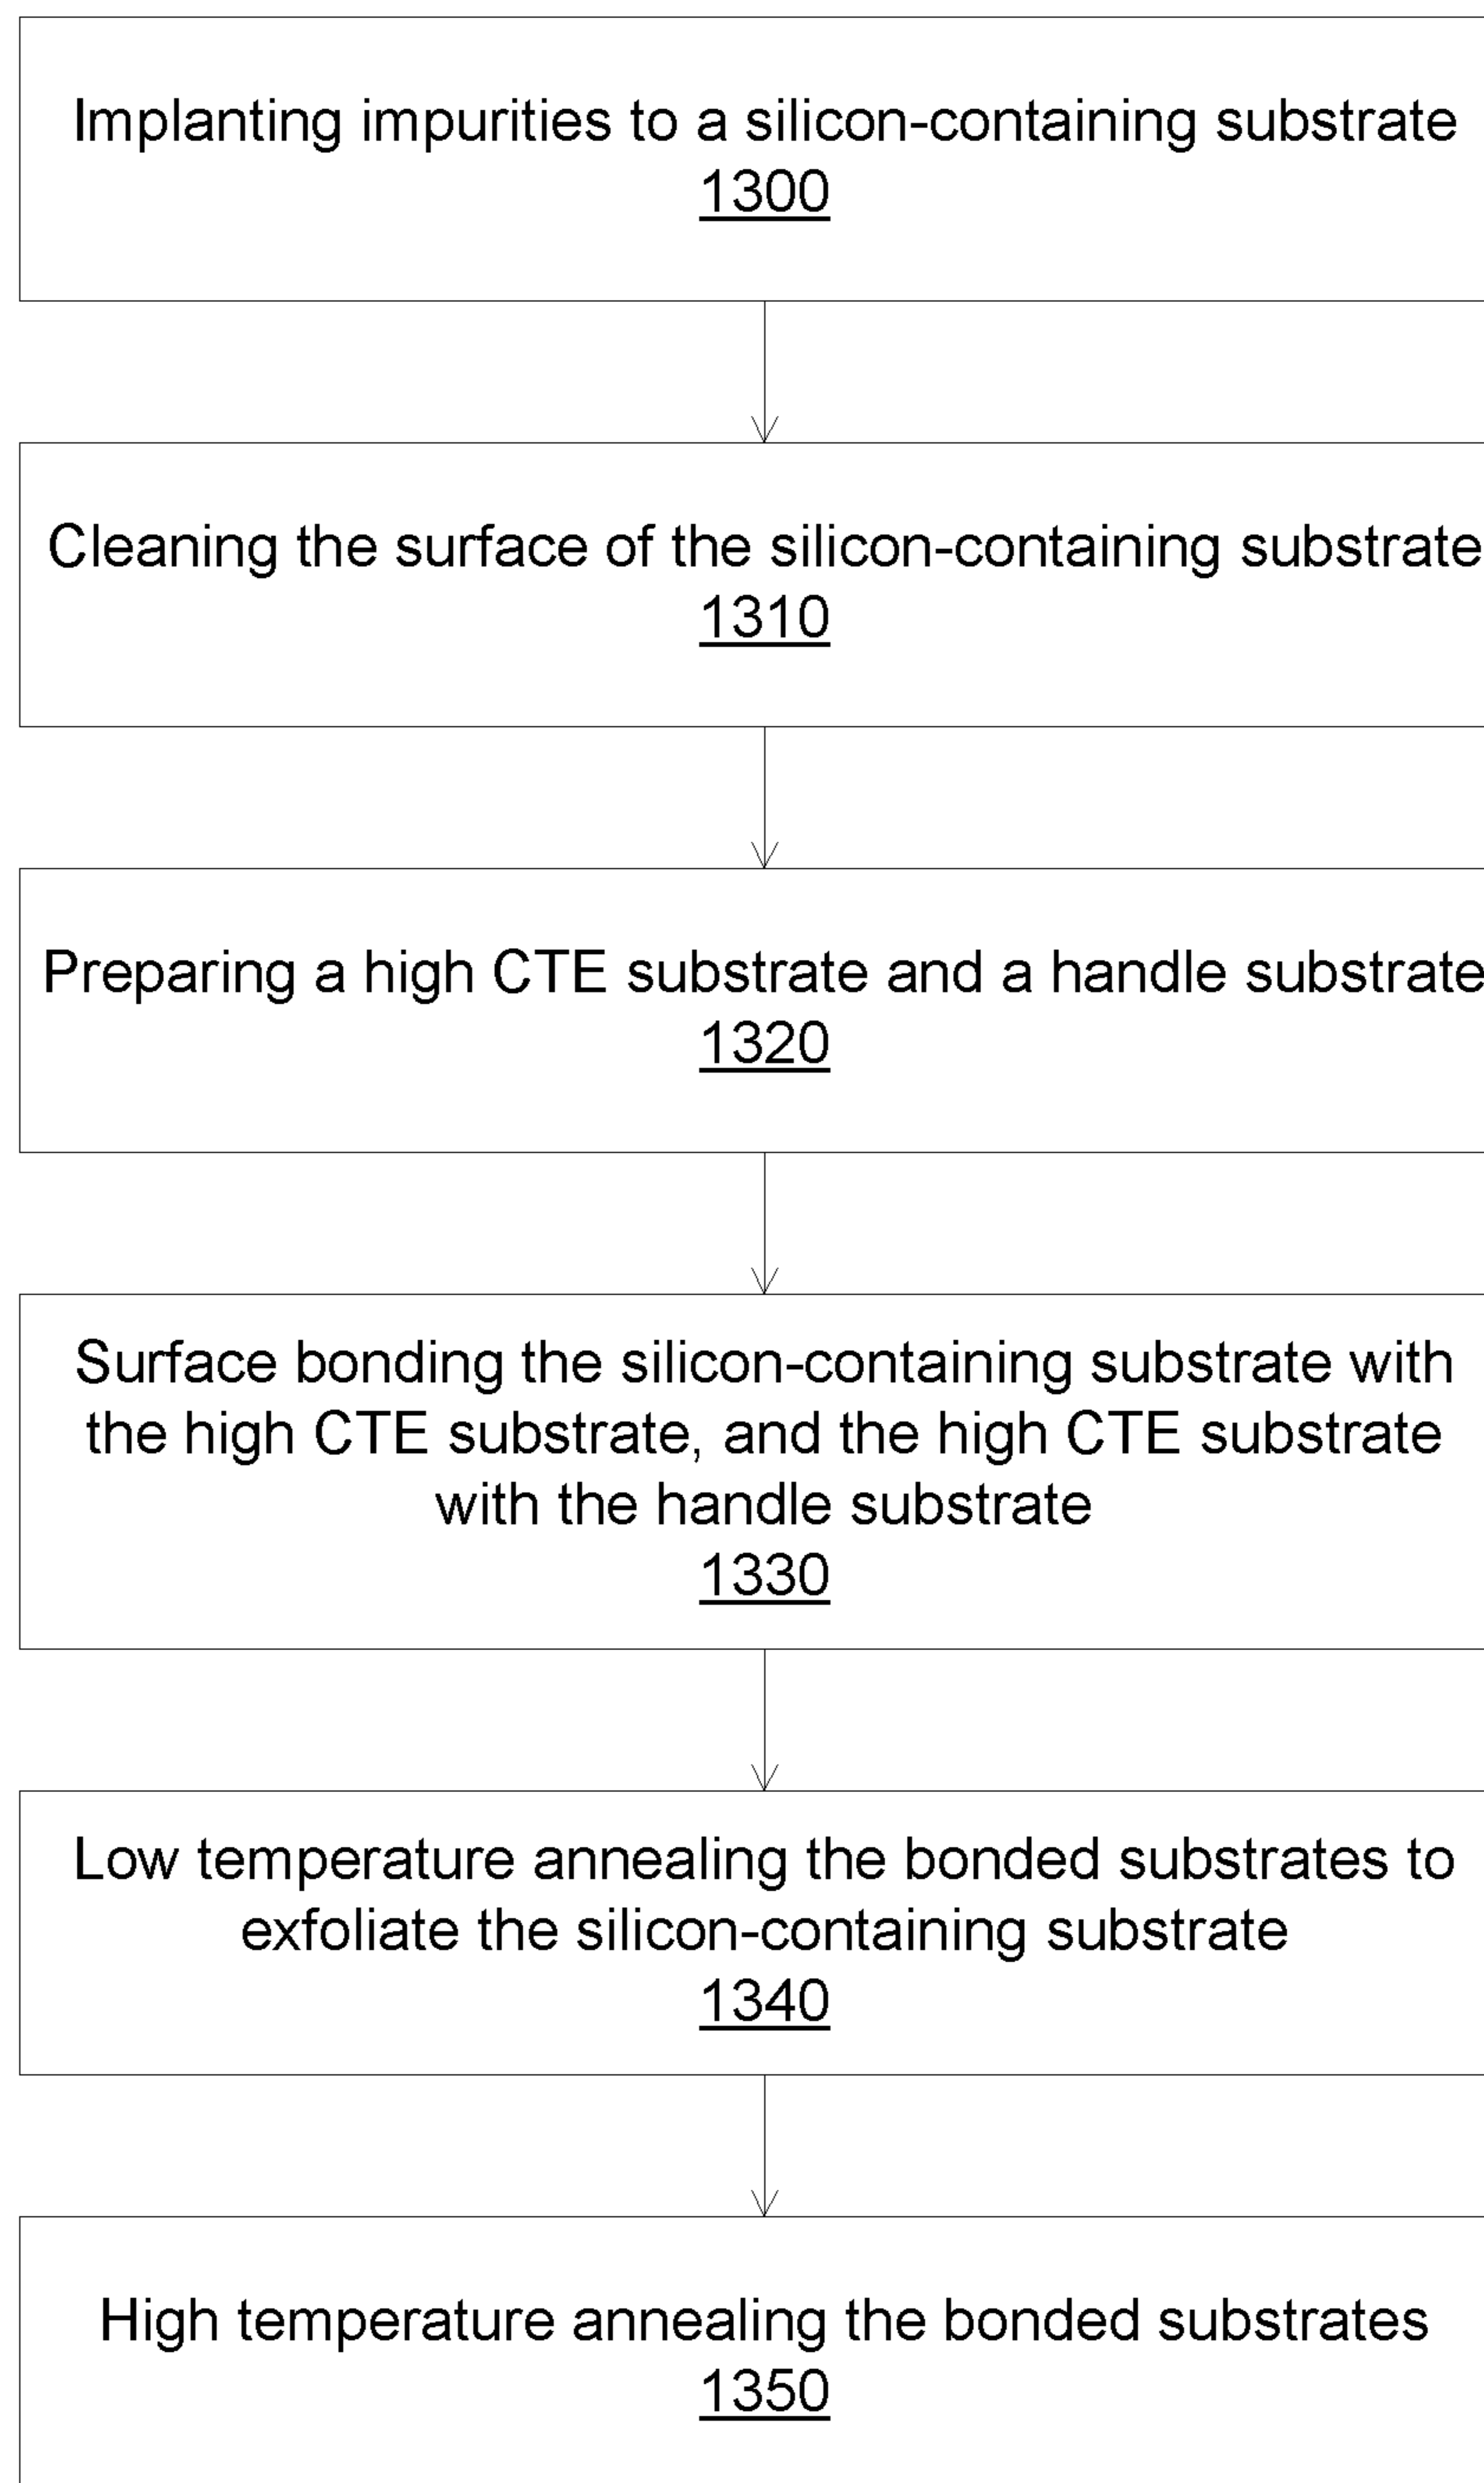 Implanting impurities to a silicon-containing substrate
1300
Cleaning the surface of the silicon-containing substrate
1310
Preparing a high CTE substrate and a handle substrate
1320
Surface bonding the silicon-containing substrate with
the high CTE substrate, and the high CTE substrate
with the handle substrate
1330
Low temperature annealing the bonded substrates to
exfoliate the silicon-containing substrate
1340
High temperature annealing the bonded substrates
1350